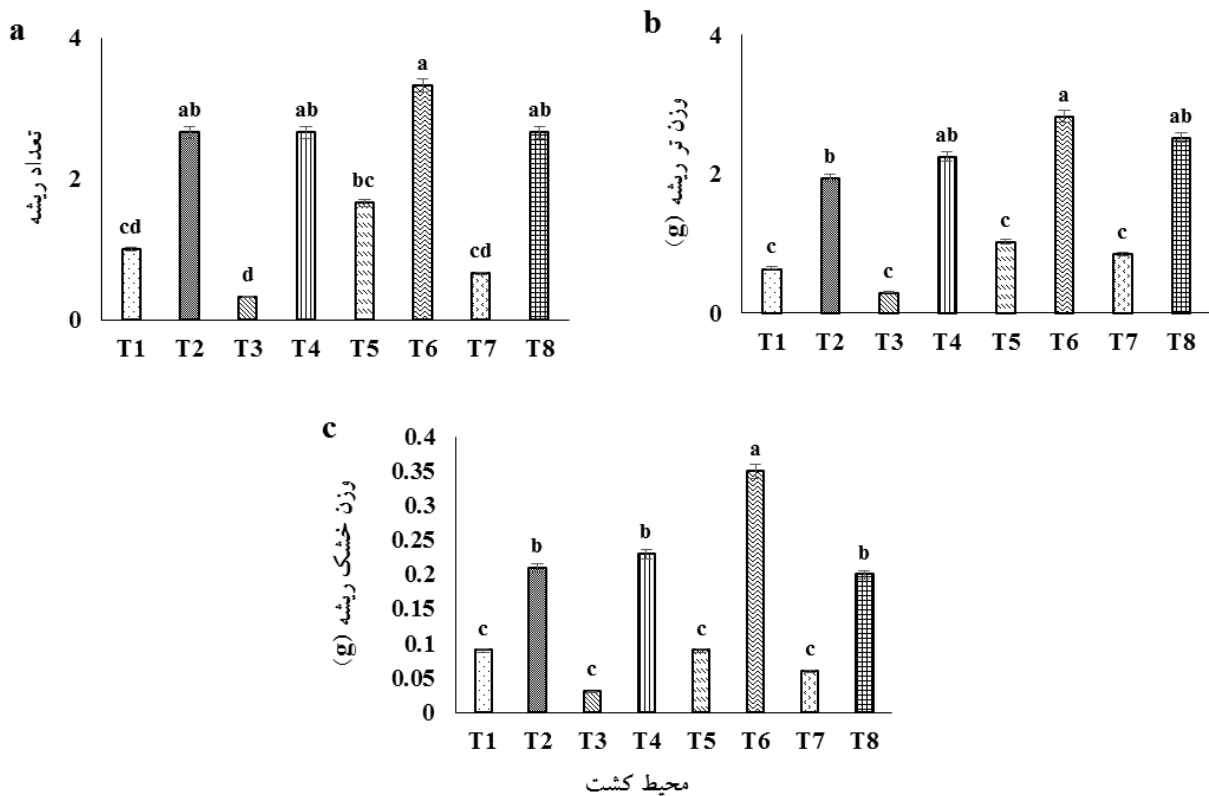 a
تعداد ریشه
4
2
0
cd
ab
d
ab
bc
a
cd
ab
T1 T2 T3 T4 T5 T6 T7 T8
b
وزن تر ریشه (g)
4
2
0
c
b
c
ab
c
a
c
ab
T1 T2 T3 T4 T5 T6 T7 T8
c
وزن خشک ریشه (g)
0.4
0.35
0.3
0.25
0.2
0.15
0.1
0.05
0
c
b
c
b
c
a
c
b
T1 T2 T3 T4 T5 T6 T7 T8
محیط کشت